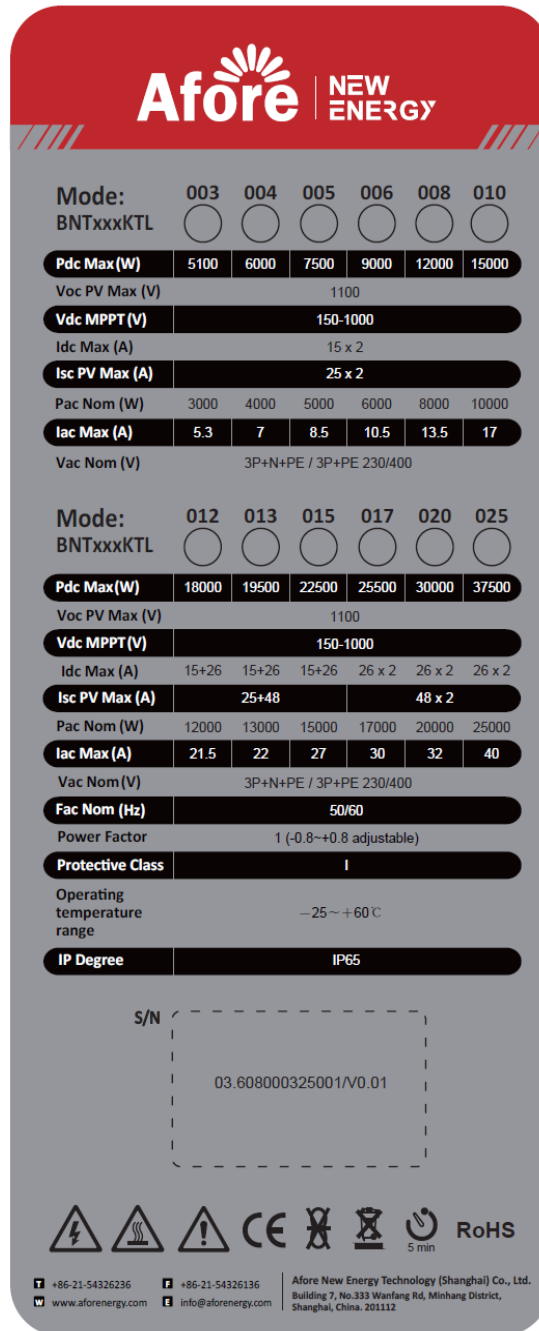 Afore NEW ENERGY
Mode: 003 004 005 006 008 010
BNTxxxKTL
Pdc Max(W) 5100 6000 7500 9000 12000 15000
Voc PV Max (V) 1100
Vdc MPPT(V) 150-1000
Idc Max (A) 15 x 2
Isc PV Max (A) 25 x 2
Pac Nom (W) 3000 4000 5000 6000 8000 10000
Iac Max (A) 5.3 7 8.5 10.5 13.5 17
Vac Nom (V) 3P+N+PE / 3P+PE 230/400
Mode: 012 013 015 017 020 025
BNTxxxKTL
Pdc Max(W) 18000 19500 22500 25500 30000 37500
Voc PV Max (V) 1100
Vdc MPPT(V) 150-1000
Idc Max (A) 15+26 15+26 15+26 26 x 2 26 x 2 26 x 2
Isc PV Max (A) 25+48 48 x 2
Pac Nom (W) 12000 13000 15000 17000 20000 25000
Iac Max(A) 21.5 22 27 30 32 40
Vac Nom(V) 3P+N+PE / 3P+PE 230/400
Fac Nom (Hz) 50/60
Power Factor 1 (-0.8~+0.8 adjustable)
Protective Class I
Operating
temperature
range
－25～＋60℃
IP Degree IP65
S/N
03.608000325001/V0.01
CE 5 min RoHS
T +86-21-54326236 F +86-21-54326136
W www.aforenergy.com E info@aforenergy.com
Afore New Energy Technology (Shanghai) Co., Ltd.
Building 7, No.333 Wanfang Rd, Minhang District,
Shanghai, China. 201112